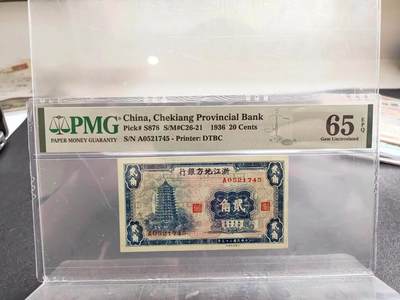 PMG
PAPER MONEY GUARANTY
China, Chekiang Provincial Bank
Pick# S878 S/M#C26-21 1936 20 Cents
S/N A0521745 - Printer: DTBC
65 EPQ
Gem Uncirculated
行銀方地江浙
A0521745
貳角
A0521745